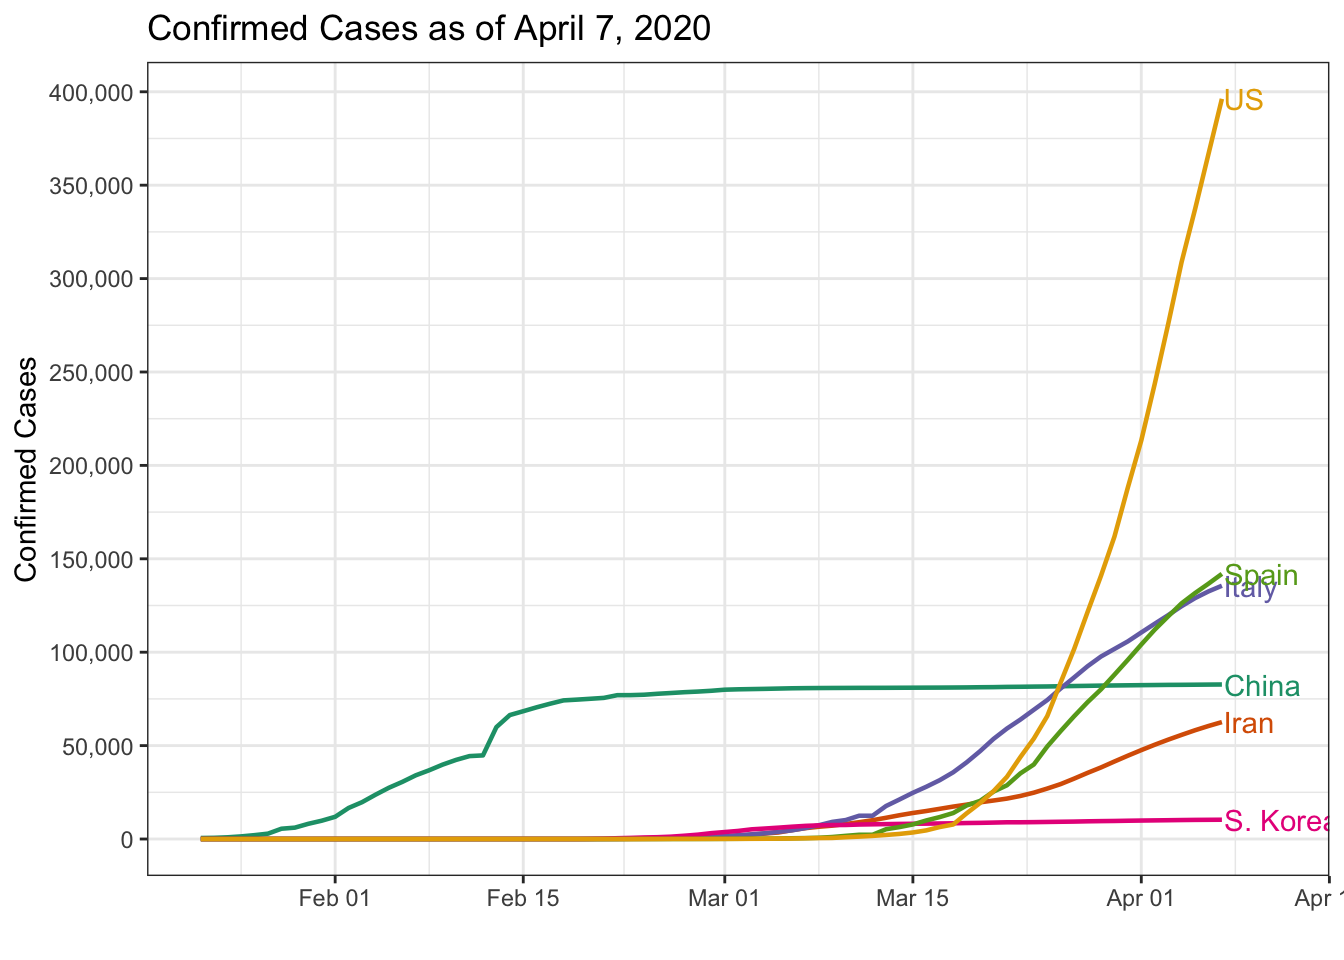 Confirmed Cases as of April 7, 2020
Confirmed Cases
400,000
350,000
300,000
250,000
200,000
150,000
100,000
50,000
0
US
Spain
Italy
China
Iran
S. Korea
Feb 01
Feb 15
Mar 01
Mar 15
Apr 01
Apr